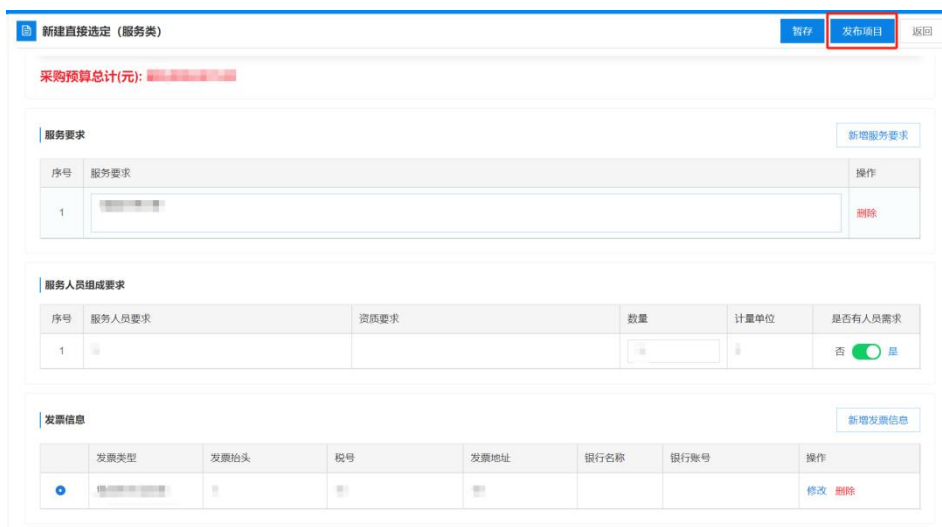 新建直接选定（服务类） 暂存 发布项目 返回
采购预算总计(元):
服务要求 新增服务要求
序号 服务要求 操作
1 删除
服务人员组成要求
序号 服务人员要求 资质要求 数量 计量单位 是否有人员需求
1 否 是
发票信息 新增发票信息
发票类型 发票抬头 税号 发票地址 银行名称 银行账号 操作
修改 删除